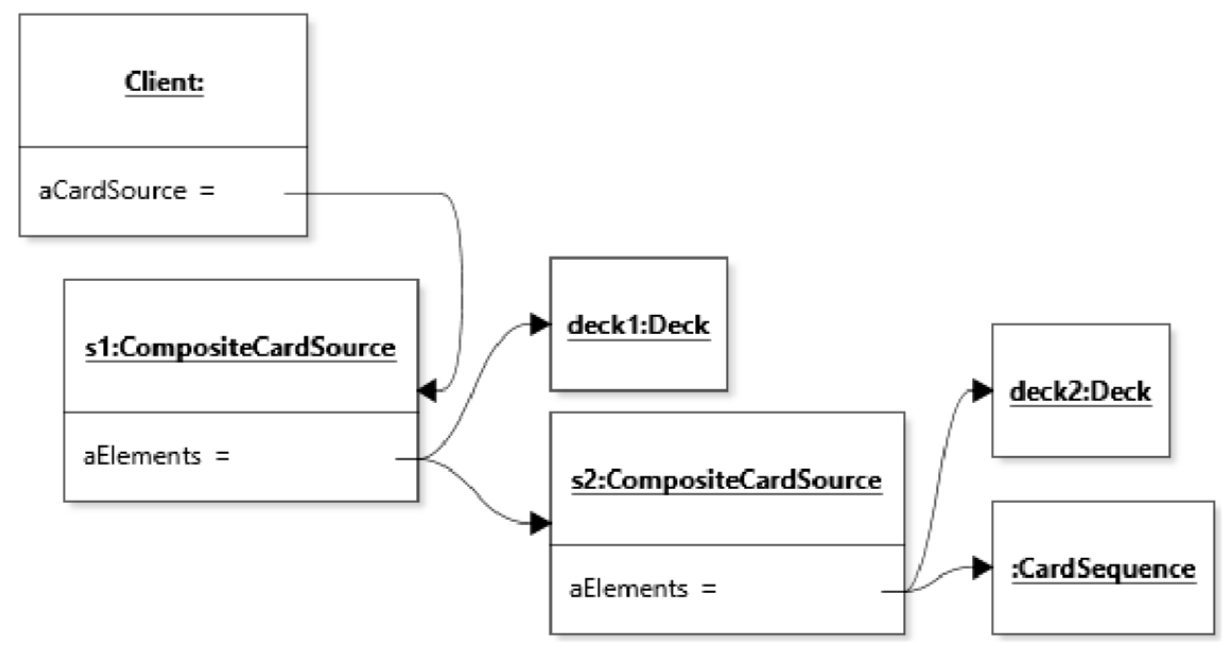 Client:
aCardSource =
s1:CompositeCardSource
aElements =
deck1:Deck
s2:CompositeCardSource
aElements =
deck2:Deck
:CardSequence